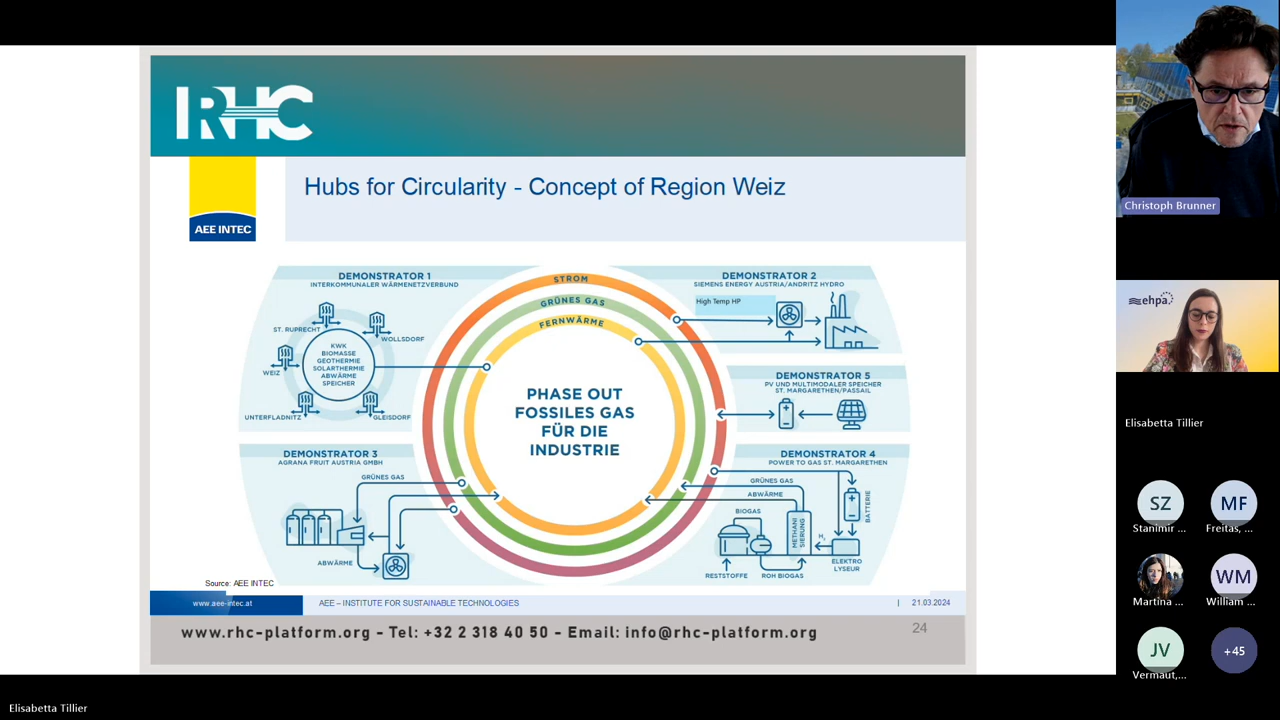 IRHC
AEE INTEC
Hubs for Circularity - Concept of Region Weiz
DEMONSTRATOR 1
INTERKOMMUNALER WÄRMENETZVERBUND
ST. RUPRECHT
WOLLSDORF
WEIZ
KWK
BIOMASSE
GEOTHERMIE
SOLARTHERMIE
ABWÄRME
SPEICHER
UNTERFLADNITZ
GLEISDORF
STROM
GRÜNES GAS
FERNWÄRME
PHASE OUT
FOSSILES GAS
FÜR DIE
INDUSTRIE
DEMONSTRATOR 2
SIEMENS ENERGY AUSTRIA/ANDRITZ HYDRO
High Temp HP
DEMONSTRATOR 5
PV UND MULTIMODALER SPEICHER
ST. MARGARETHEN/PASSAIL
DEMONSTRATOR 3
AGRANA FRUIT AUSTRIA GMBH
GRÜNES GAS
ABWÄRME
DEMONSTRATOR 4
POWER TO GAS ST. MARGARETHEN
GRÜNES GAS
ABWÄRME
BIOGAS
METHANI
SIERUNG
H2
BATTERIE
ELEKTRO
LYSEUR
RESTSTOFFE
ROH BIOGAS
Source: AEE INTEC
www.aee-intec.at
AEE – INSTITUTE FOR SUSTAINABLE TECHNOLOGIES
| 21.03.2024
www.rhc-platform.org - Tel: +32 2 318 40 50 - Email: info@rhc-platform.org
24
Christoph Brunner
ehpa
Elisabetta Tillier
SZ
Stanimir ...
MF
Freitas, ...
Martina ...
WM
William ...
JV
Vermaut,...
+45
Elisabetta Tillier